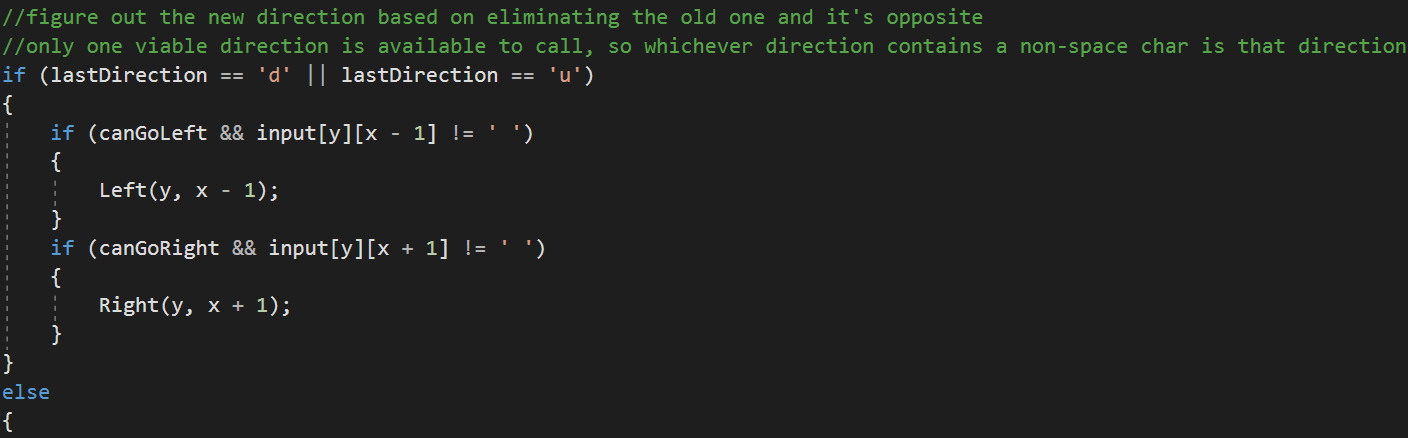 //figure out the new direction based on eliminating the old one and it's opposite
//only one viable direction is available to call, so whichever direction contains a non-space char is that direction
if (lastDirection == 'd' || lastDirection == 'u')
{
    if (canGoLeft && input[y][x - 1] != ' ')
    {
        Left(y, x - 1);
    }
    if (canGoRight && input[y][x + 1] != ' ')
    {
        Right(y, x + 1);
    }
}
else
{